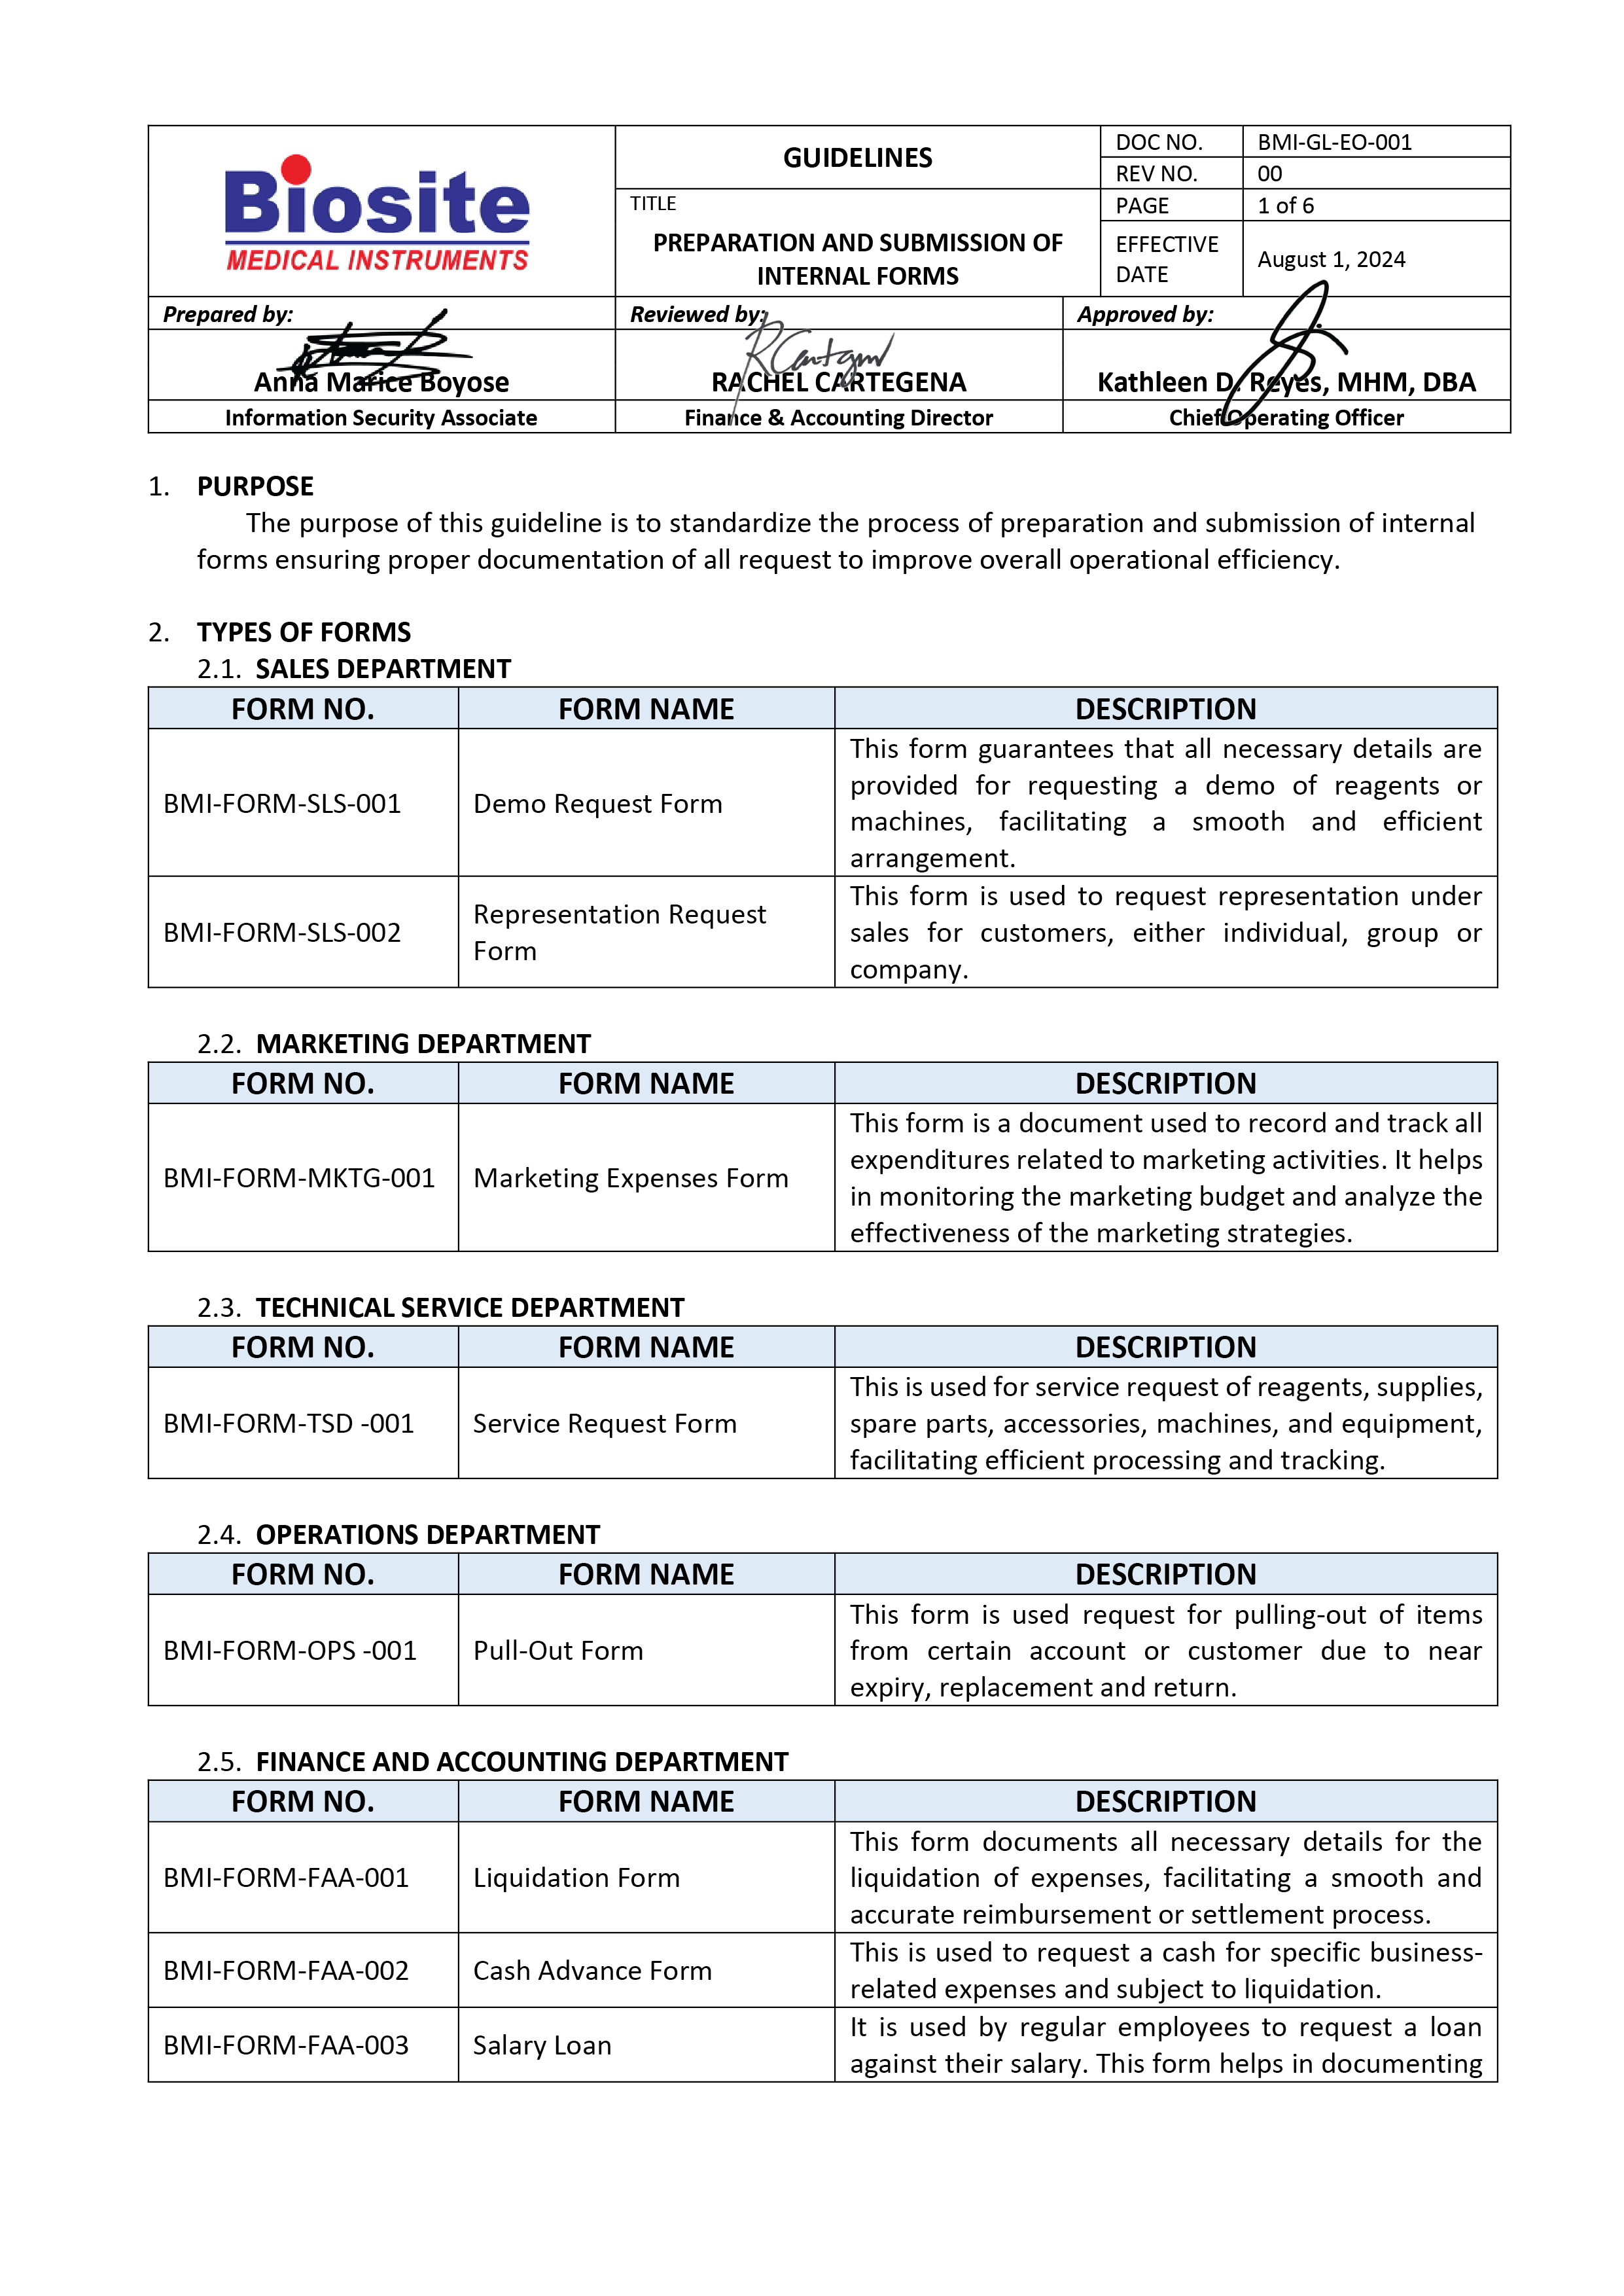 Biosite
MEDICAL INSTRUMENTS
GUIDELINES
TITLE
PREPARATION AND SUBMISSION OF
INTERNAL FORMS
DOC NO. BMI-GL-EO-001
REV NO. 00
PAGE 1 of 6
EFFECTIVE
DATE
August 1, 2024
Prepared by: Reviewed by: Approved by:
Anna Marice Boyose RACHEL CARTEGENA Kathleen D. Reyes, MHM, DBA
Information Security Associate Finance & Accounting Director Chief Operating Officer
1. PURPOSE
The purpose of this guideline is to standardize the process of preparation and submission of internal
forms ensuring proper documentation of all request to improve overall operational efficiency.
2. TYPES OF FORMS
2.1. SALES DEPARTMENT
FORM NO. FORM NAME DESCRIPTION
BMI-FORM-SLS-001
Demo Request Form
This form guarantees that all necessary details are
provided for requesting a demo of reagents or
machines, facilitating a smooth and efficient
arrangement.
BMI-FORM-SLS-002
Representation Request
Form
This form is used to request representation under
sales for customers, either individual, group or
company.
2.2. MARKETING DEPARTMENT
FORM NO. FORM NAME DESCRIPTION
BMI-FORM-MKTG-001
Marketing Expenses Form
This form is a document used to record and track all
expenditures related to marketing activities. It helps
in monitoring the marketing budget and analyze the
effectiveness of the marketing strategies.
2.3. TECHNICAL SERVICE DEPARTMENT
FORM NO. FORM NAME DESCRIPTION
BMI-FORM-TSD -001
Service Request Form
This is used for service request of reagents, supplies,
spare parts, accessories, machines, and equipment,
facilitating efficient processing and tracking.
2.4. OPERATIONS DEPARTMENT
FORM NO. FORM NAME DESCRIPTION
BMI-FORM-OPS -001
Pull-Out Form
This form is used request for pulling-out of items
from certain account or customer due to near
expiry, replacement and return.
2.5. FINANCE AND ACCOUNTING DEPARTMENT
FORM NO. FORM NAME DESCRIPTION
BMI-FORM-FAA-001
Liquidation Form
This form documents all necessary details for the
liquidation of expenses, facilitating a smooth and
accurate reimbursement or settlement process.
BMI-FORM-FAA-002
Cash Advance Form
This is used to request a cash for specific business-
related expenses and subject to liquidation.
BMI-FORM-FAA-003
Salary Loan
It is used by regular employees to request a loan
against their salary. This form helps in documenting